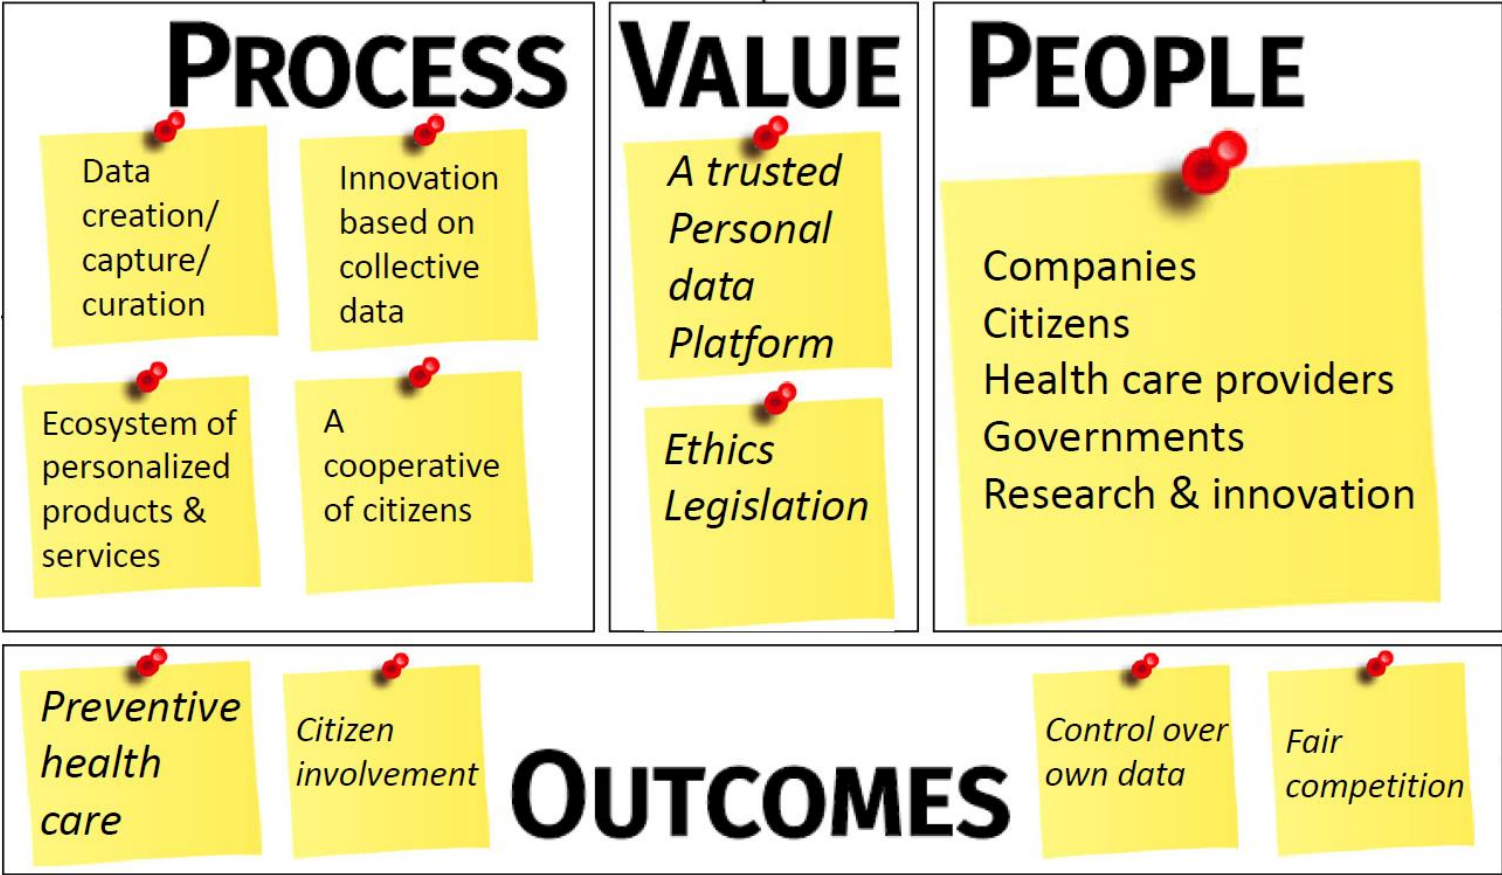 PROCESS
Data
creation/
capture/
curation
Innovation
based on
collective
data
Ecosystem of
personalized
products &
services
A
cooperative
of citizens
VALUE
A trusted
Personal
data
Platform
Ethics
Legislation
PEOPLE
Companies
Citizens
Health care providers
Governments
Research & innovation
Preventive
health
care
Citizen
involvement
OUTCOMES
Control over
own data
Fair
competition